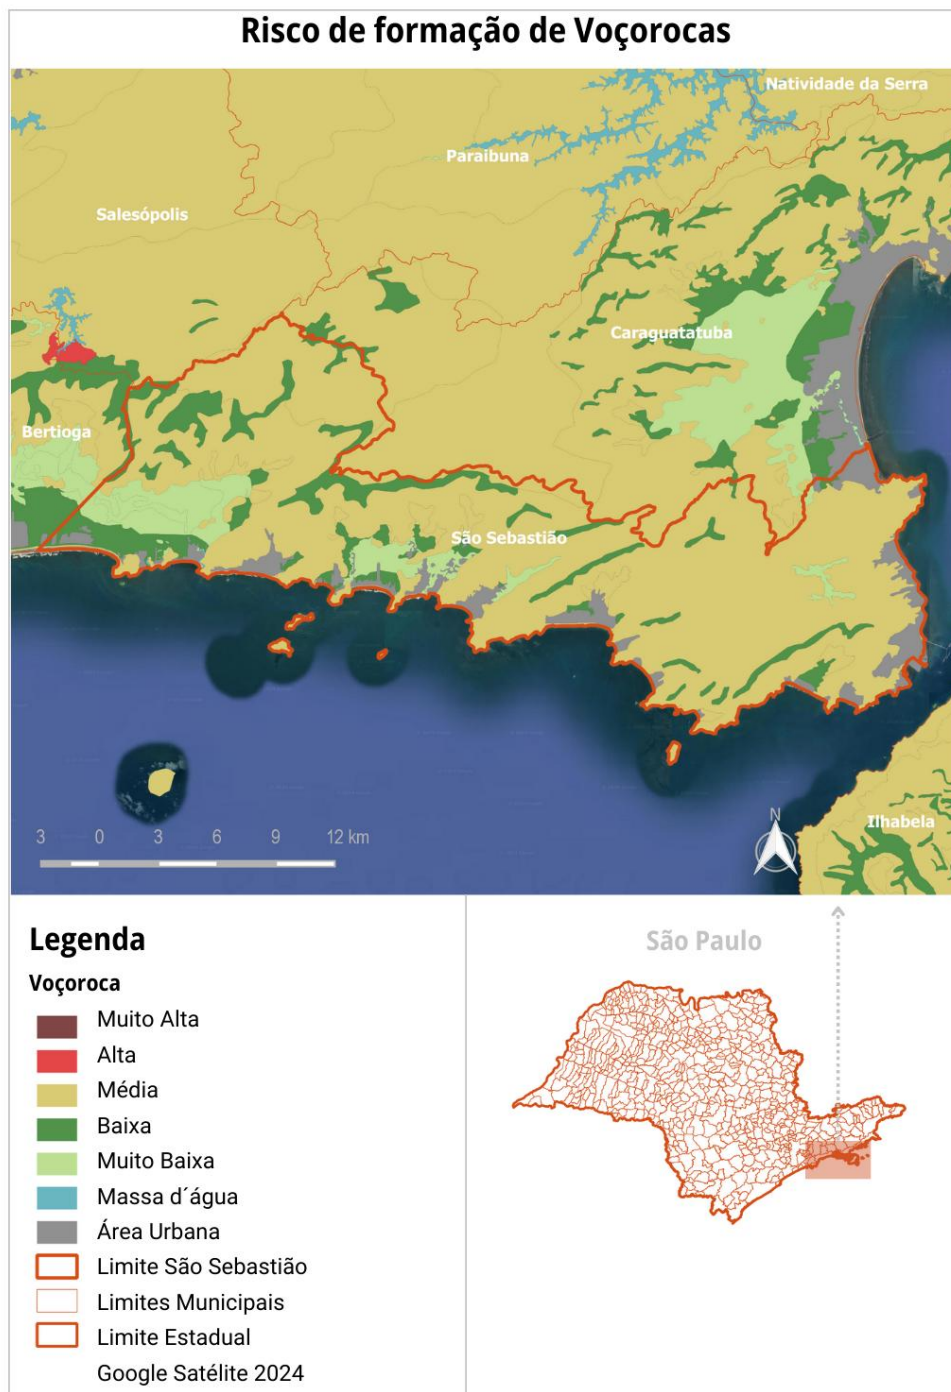 Risco de formação de Voçorocas
Natividade da Serra
Paraibuna
Salesópolis
Caraguatatuba
Bertioga
São Sebastião
Ilhabela
N
3 0 3 6 9 12 km
Legenda
Voçoroca
Muito Alta
Alta
Média
Baixa
Muito Baixa
Massa d´água
Área Urbana
Limite São Sebastião
Limites Municipais
Limite Estadual
Google Satélite 2024
São Paulo